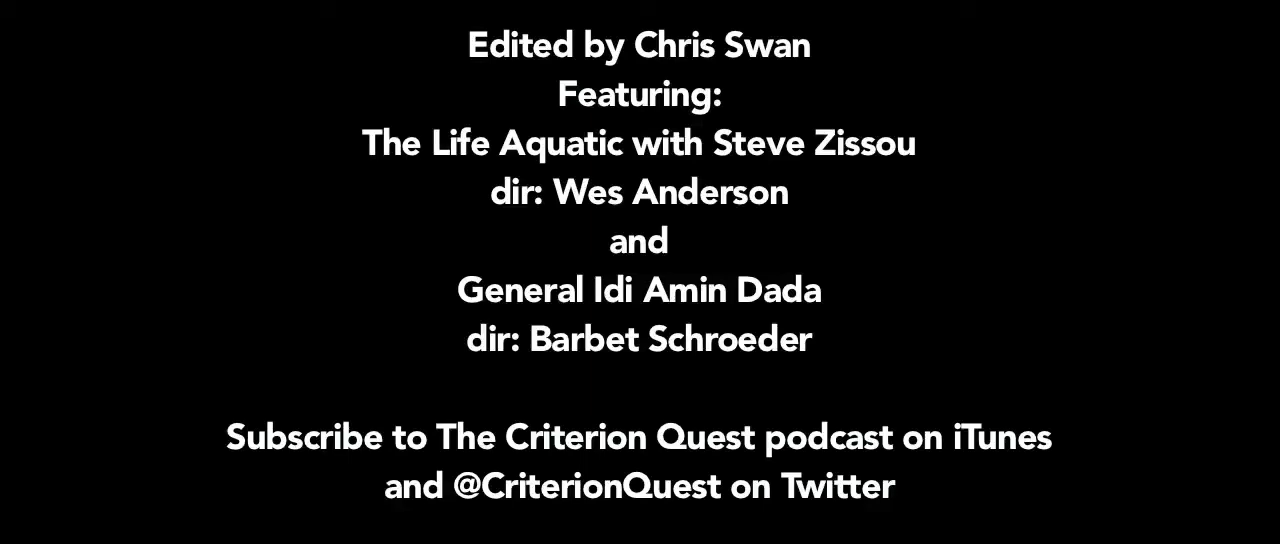 Edited by Chris Swan
Featuring:
The Life Aquatic with Steve Zissou
dir: Wes Anderson
and
General Idi Amin Dada
dir: Barbet Schroeder
Subscribe to The Criterion Quest podcast on iTunes
and @CriterionQuest on Twitter